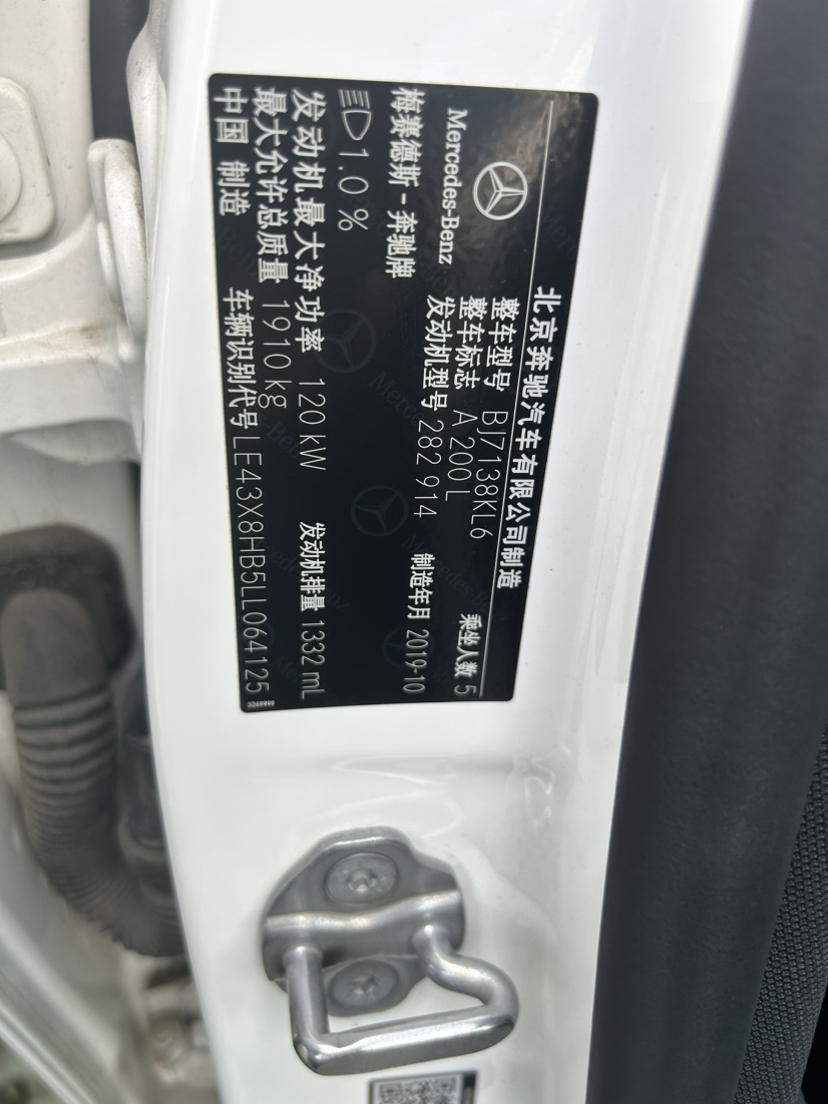 北京奔驰汽车有限公司制造
Mercedes-Benz
整车型号 BJ7138KL6
整车标志 A 200 L 乘坐人数 5
发动机型号 282 914 制造年月 2019-10
梅赛德斯-奔驰牌
1.0 %
发动机最大净功率 120 kW 发动机排量 1332 mL
最大允许总质量 1910 kg
中国 制造 车辆识别代号 LE43X8HB5LL064125